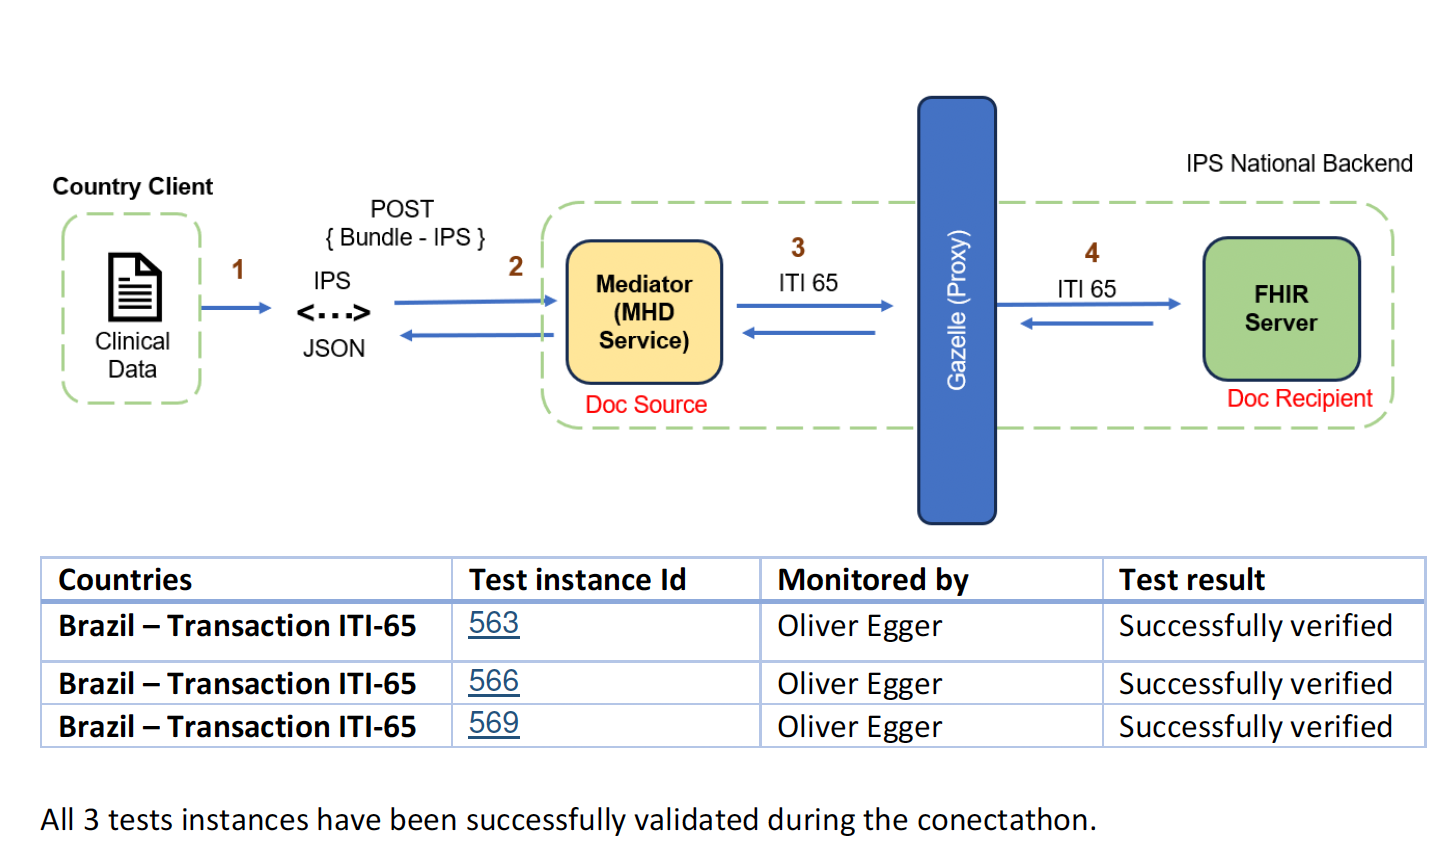 IPS National Backend
Country Client
POST
{ Bundle - IPS }
1
IPS
<...>
JSON
2
Clinical
Data
Mediator
(MHD
Service)
Doc Source
3
ITI 65
Gazelle (Proxy)
4
ITI 65
FHIR
Server
Doc Recipient
Countries Test instance Id Monitored by Test result
Brazil – Transaction ITI-65 563 Oliver Egger Successfully verified
Brazil – Transaction ITI-65 566 Oliver Egger Successfully verified
Brazil – Transaction ITI-65 569 Oliver Egger Successfully verified
All 3 tests instances have been successfully validated during the conectathon.